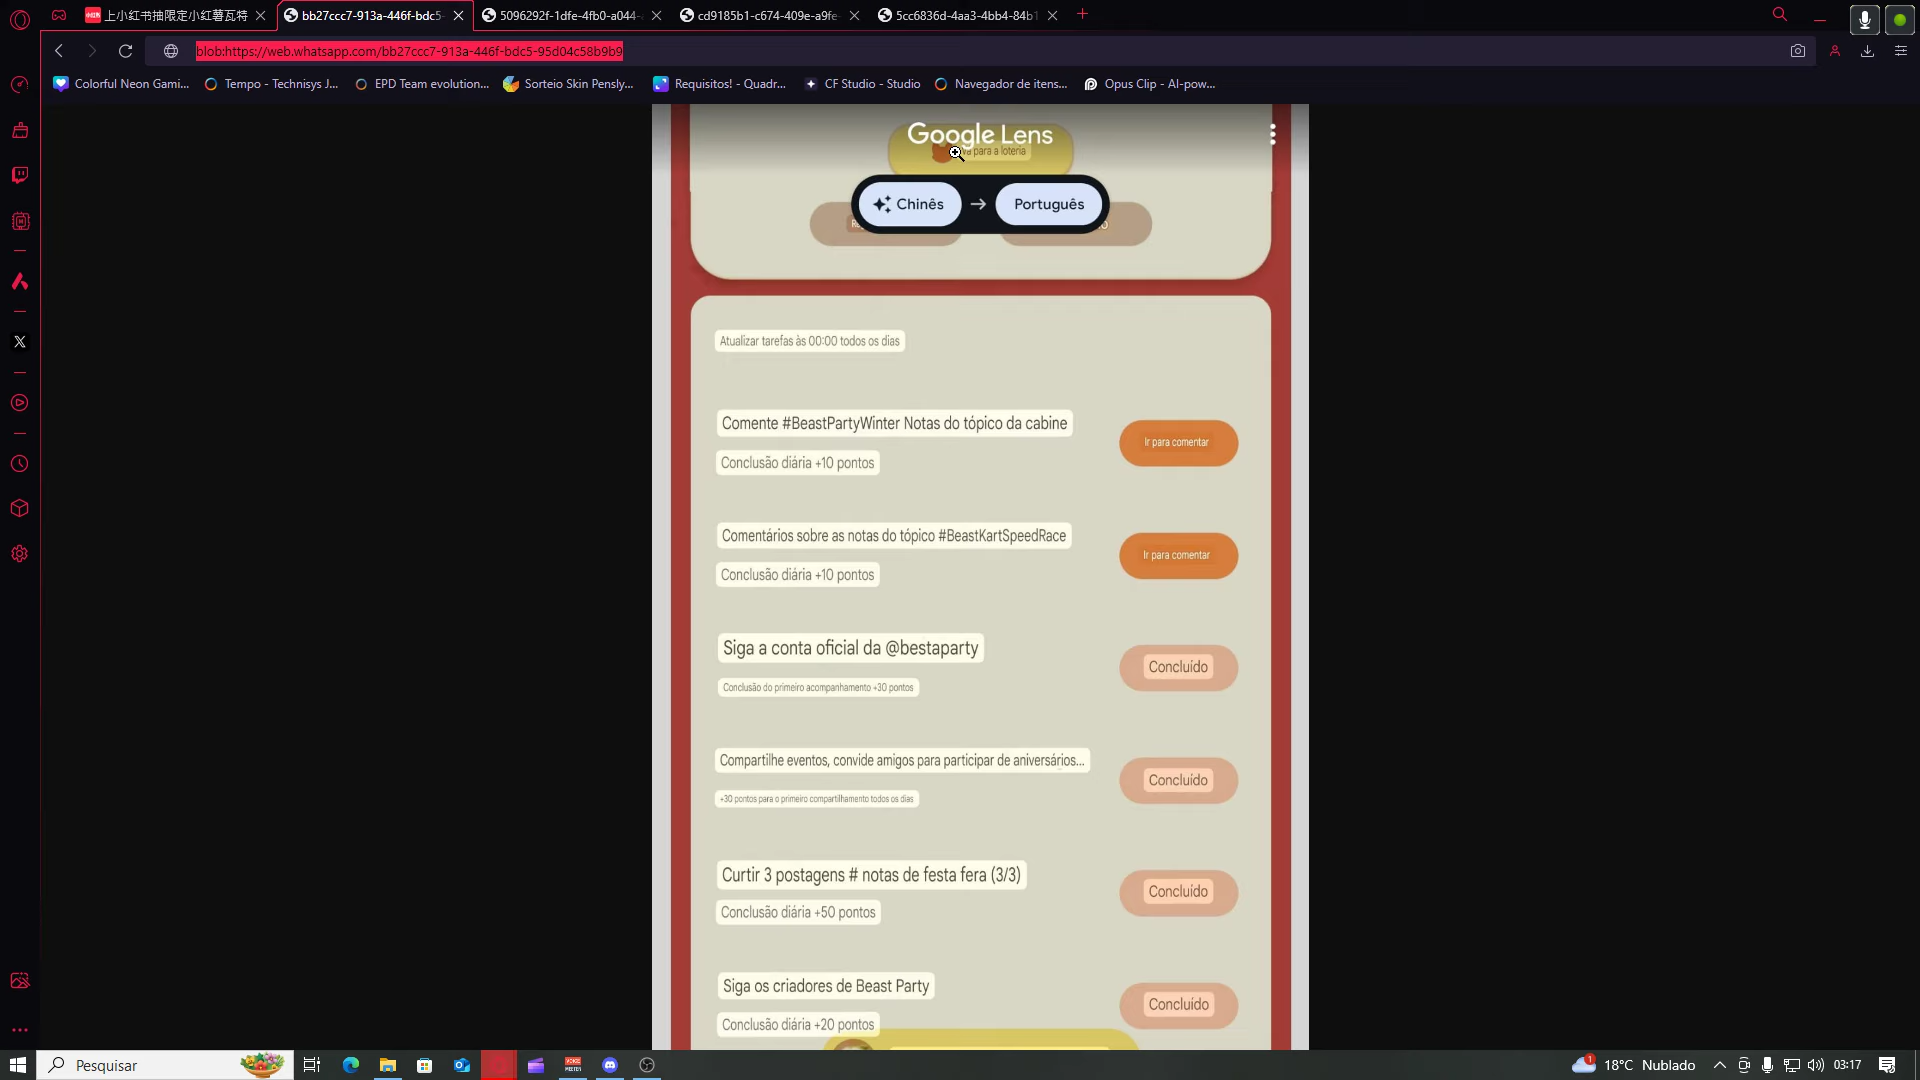 上小红书抽限定小红薯瓦特
bb27ccc7-913a-446f-bdc5-
5096292f-1dfe-4fb0-a044-
cd9185b1-c674-409e-a9fe-
5cc6836d-4aa3-4bb4-84b1
blob:https://web.whatsapp.com/bb27ccc7-913a-446f-bdc5-95d04c58b9b9
Colorful Neon Gami...
Tempo - Technisys J...
EPD Team evolution...
Sorteio Skin Pensly...
Requisitos! - Quadr...
CF Studio - Studio
Navegador de itens...
Opus Clip - AI-pow...
Google Lens
para a loteria
Chinês
Português
Atualizar tarefas às 00:00 todos os dias
Comente #BeastPartyWinter Notas do tópico da cabine
Ir para comentar
Conclusão diária +10 pontos
Comentários sobre as notas do tópico #BeastKartSpeedRace
Ir para comentar
Conclusão diária +10 pontos
Siga a conta oficial da @bestaparty
Concluído
Conclusão do primeiro acompanhamento +30 pontos
Compartilhe eventos, convide amigos para participar de aniversários...
Concluído
+30 pontos para o primeiro compartilhamento todos os dias
Curtir 3 postagens # notas de festa fera (3/3)
Concluído
Conclusão diária +50 pontos
Siga os criadores de Beast Party
Concluído
Conclusão diária +20 pontos
Pesquisar
1
18°C Nublado
03:17